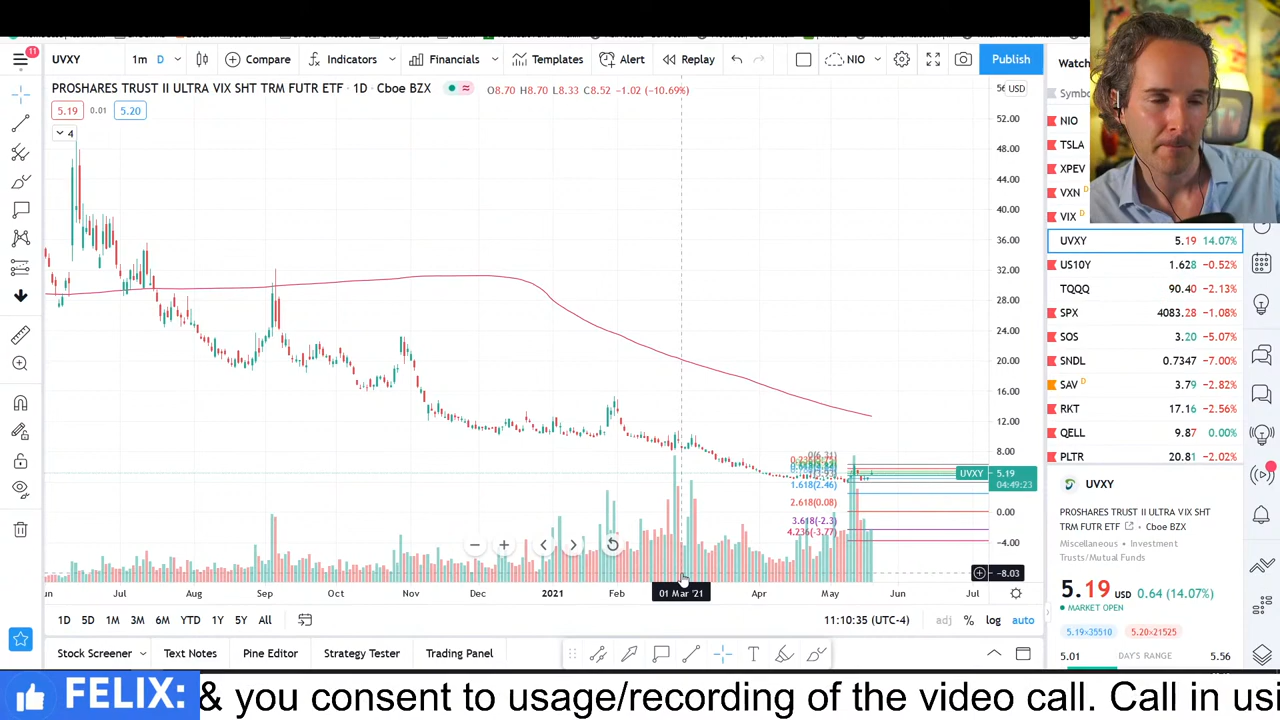 11
UVXY
1m
D
Compare
Indicators
Financials
Templates
Alert
Replay
NIO
Publish
PROSHARES TRUST II ULTRA VIX SHT TRM FUTR ETF · 1D · Cboe BZX
O8.70 H8.70 L8.33 C8.52 −1.02 (−10.69%)
5.19
0.01
5.20
4
USD
52.00
48.00
44.00
40.00
36.00
32.00
28.00
24.00
20.00
16.00
12.00
8.00
UVXY
5.19
04:49:23
0.00
−4.00
−8.03
0(6.31)
1.618(2.46)
2.618(0.08)
3.618(-2.3)
4.236(-3.77)
Jul
Aug
Sep
Oct
Nov
Dec
2021
Feb
01 Mar '21
Apr
May
Jun
Jul
1D
5D
1M
3M
6M
YTD
1Y
5Y
All
11:10:35 (UTC-4)
adj
%
log
auto
Stock Screener
Text Notes
Pine Editor
Strategy Tester
Trading Panel
Watch
Symbo
NIO
TSLA
XPEV
VXN D
VIX D
UVXY 5.19 14.07%
US10Y 1.628 −0.52%
TQQQ 90.40 −2.13%
SPX 4083.28 −1.08%
SOS 3.20 −5.07%
SNDL 0.7347 −7.00%
SAV D 3.79 −2.82%
RKT 17.16 −2.56%
QELL 9.87 0.00%
PLTR 20.81 −2.02%
UVXY
PROSHARES TRUST II ULTRA VIX SHT
TRM FUTR ETF
Cboe BZX
Miscellaneous • Investment
Trusts/Mutual Funds
5.19 USD 0.64 (14.07%)
MARKET OPEN
5.19×35510
5.20×21525
5.01 DAY'S RANGE 5.56
FELIX:
& you consent to usage/recording of the video call. Call in usi